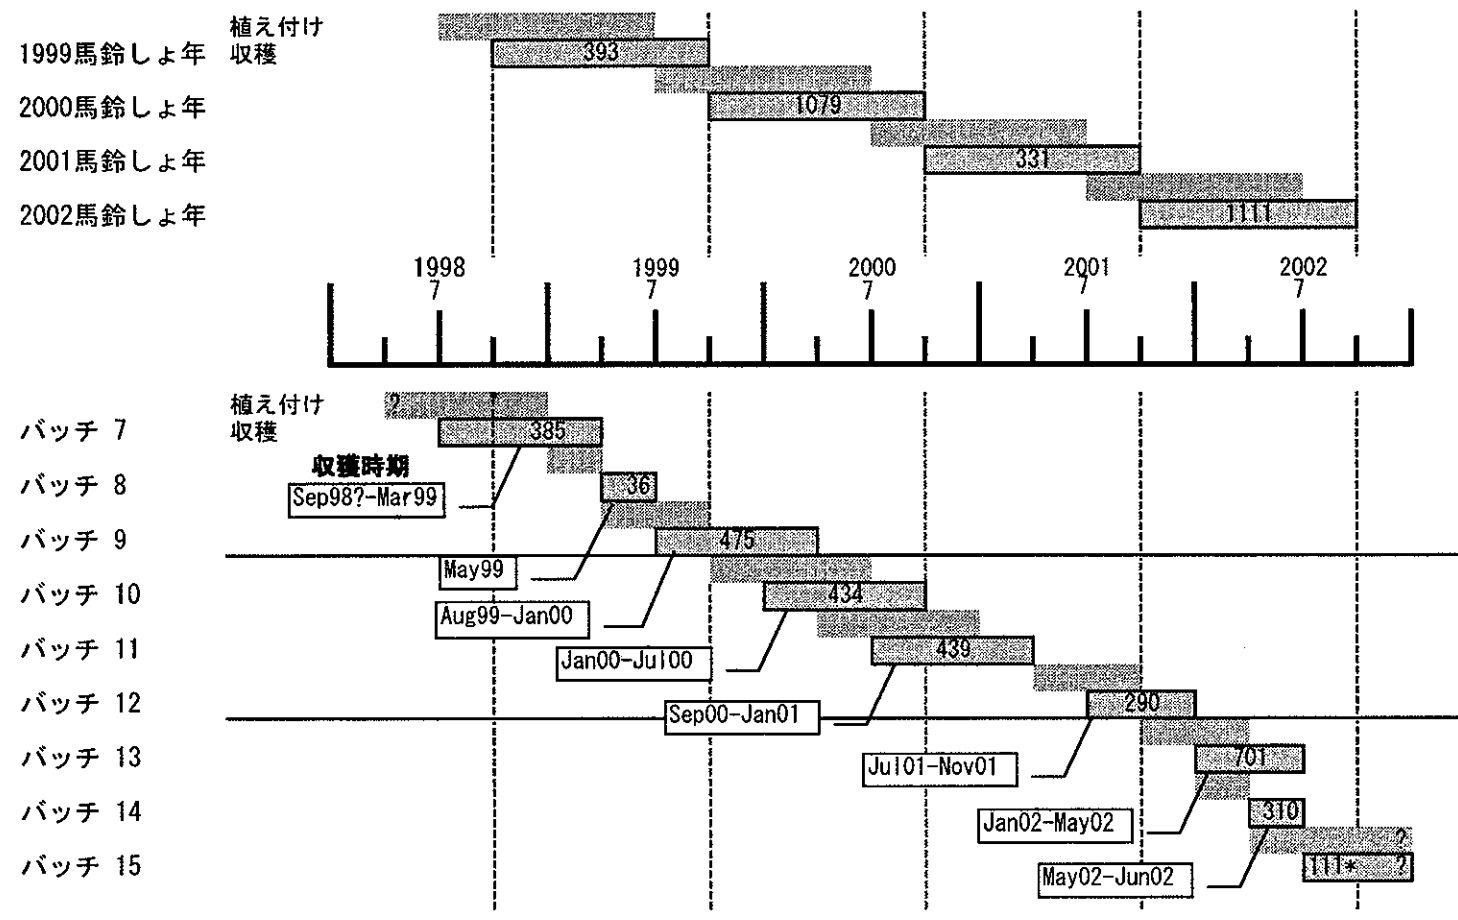 植え付け
1999馬鈴しょ年 収穫 393
2000馬鈴しょ年 1079
2001馬鈴しょ年 331
2002馬鈴しょ年 1111
1998 1999 2000 2001 2002
7 7 7 7 7
植え付け ?
バッチ 7 収穫 385
収獲時期
バッチ 8 36
Sep98?-Mar99
バッチ 9 475
May99
バッチ 10 434
Aug99-Jan00
バッチ 11 439
Jan00-Jul00
バッチ 12 290
Sep00-Jan01
バッチ 13 701
Jul01-Nov01
バッチ 14 310
Jan02-May02
?
バッチ 15 111* ?
May02-Jun02